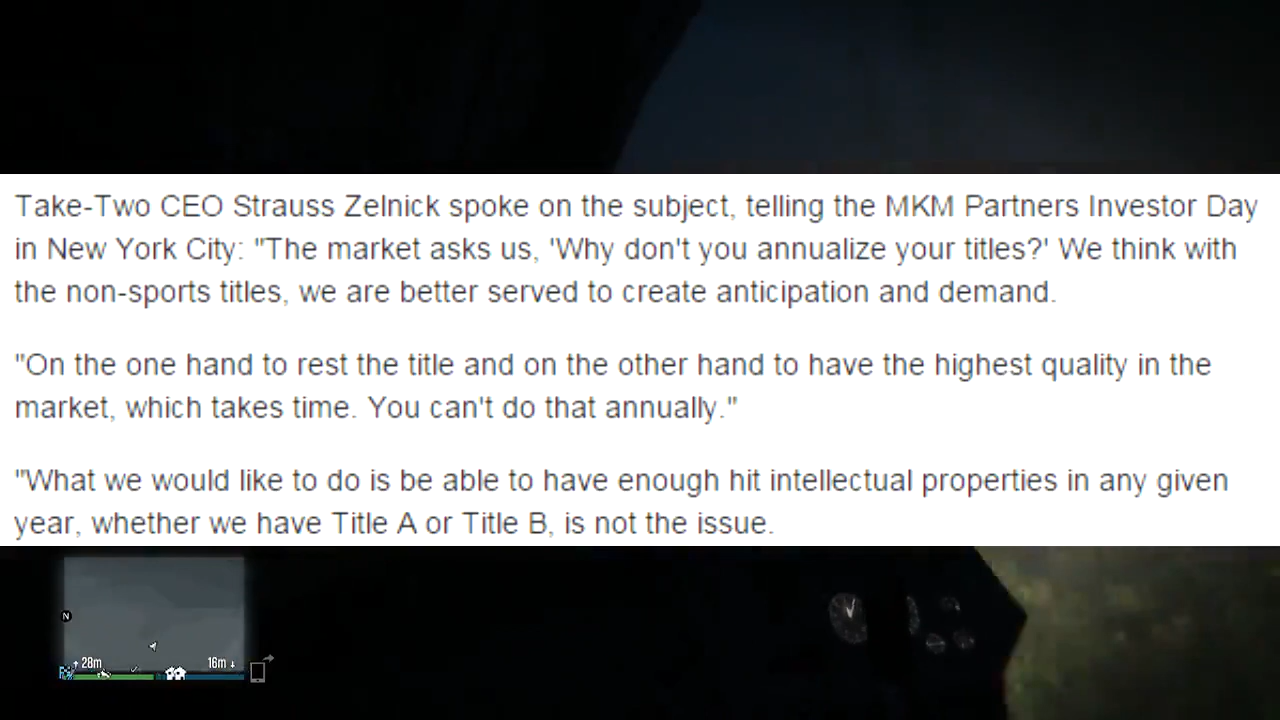 Take-Two CEO Strauss Zelnick spoke on the subject, telling the MKM Partners Investor Day
in New York City: "The market asks us, 'Why don't you annualize your titles?' We think with
the non-sports titles, we are better served to create anticipation and demand.
"On the one hand to rest the title and on the other hand to have the highest quality in the
market, which takes time. You can't do that annually."
"What we would like to do is be able to have enough hit intellectual properties in any given
year, whether we have Title A or Title B, is not the issue.
N
28m
16m